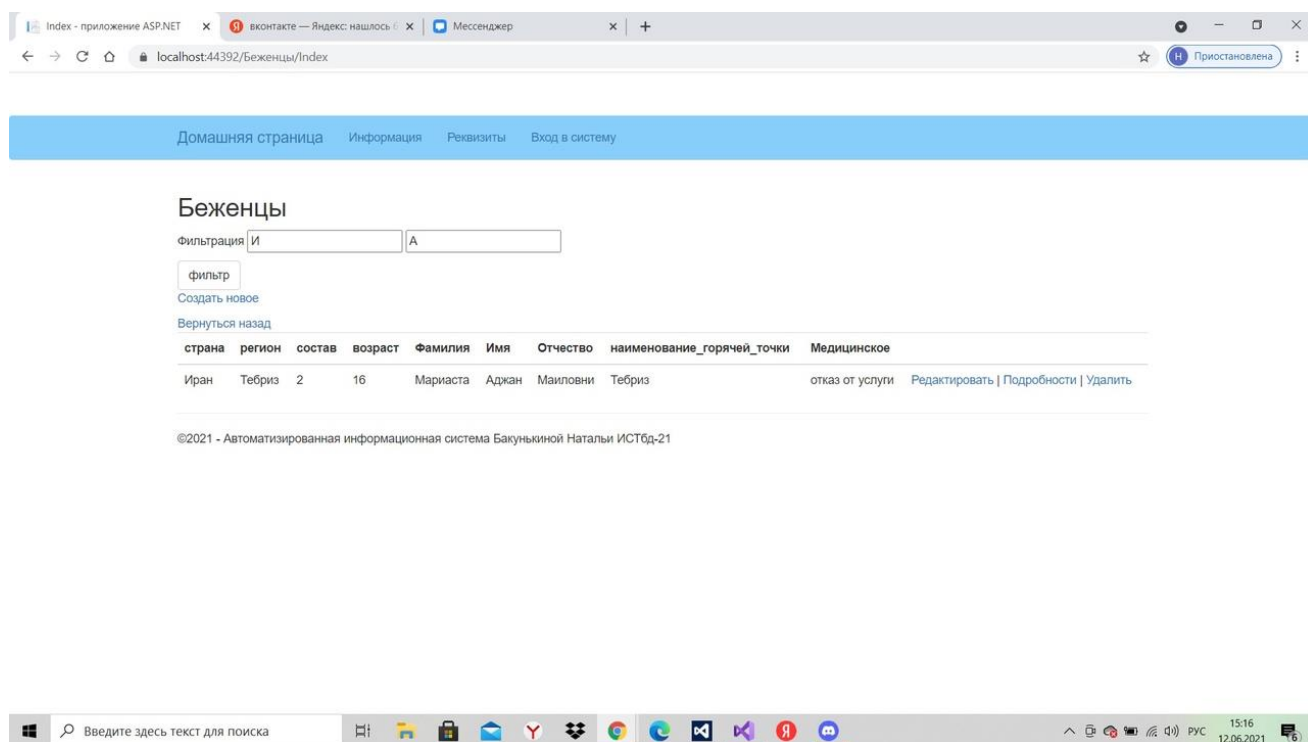 Index - приложение ASP.NET
вконтакте — Яндекс: нашлось
Мессенджер
localhost:44392/Беженцы/Index
Н Приостановлена
Домашняя страница Информация Реквизиты Вход в систему
Беженцы
Фильтрация И А
фильтр
Создать новое
Вернуться назад
страна регион состав возраст Фамилия Имя Отчество наименование_горячей_точки Медицинское
Иран Тебриз 2 16 Мариаста Аджан Маиловни Тебриз отказ от услуги Редактировать | Подробности | Удалить
©2021 - Автоматизированная информационная система Бакунькиной Натальи ИСТбд-21
Введите здесь текст для поиска
РУС
15:16
12.06.2021
6